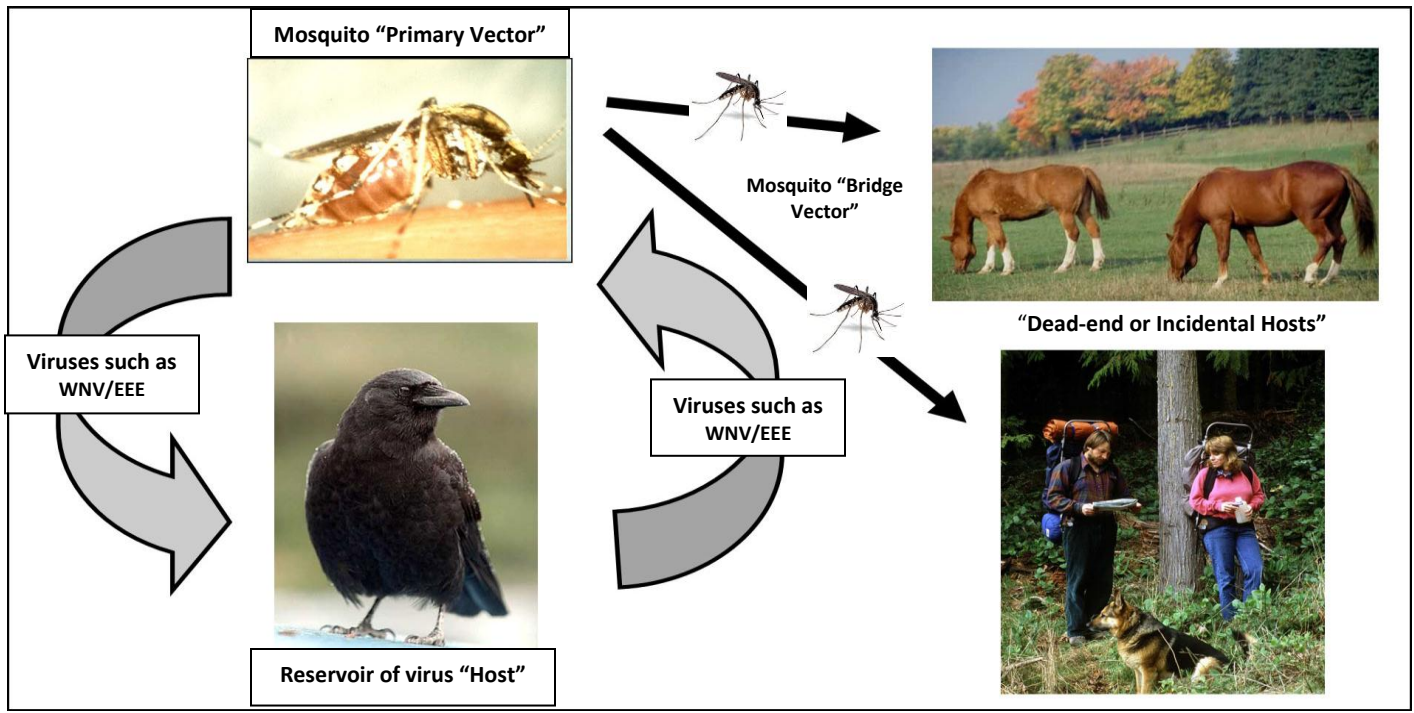 Mosquito “Primary Vector”
Mosquito “Bridge
Vector”
“Dead-end or Incidental Hosts”
Viruses such as
WNV/EEE
Viruses such as
WNV/EEE
Reservoir of virus “Host”